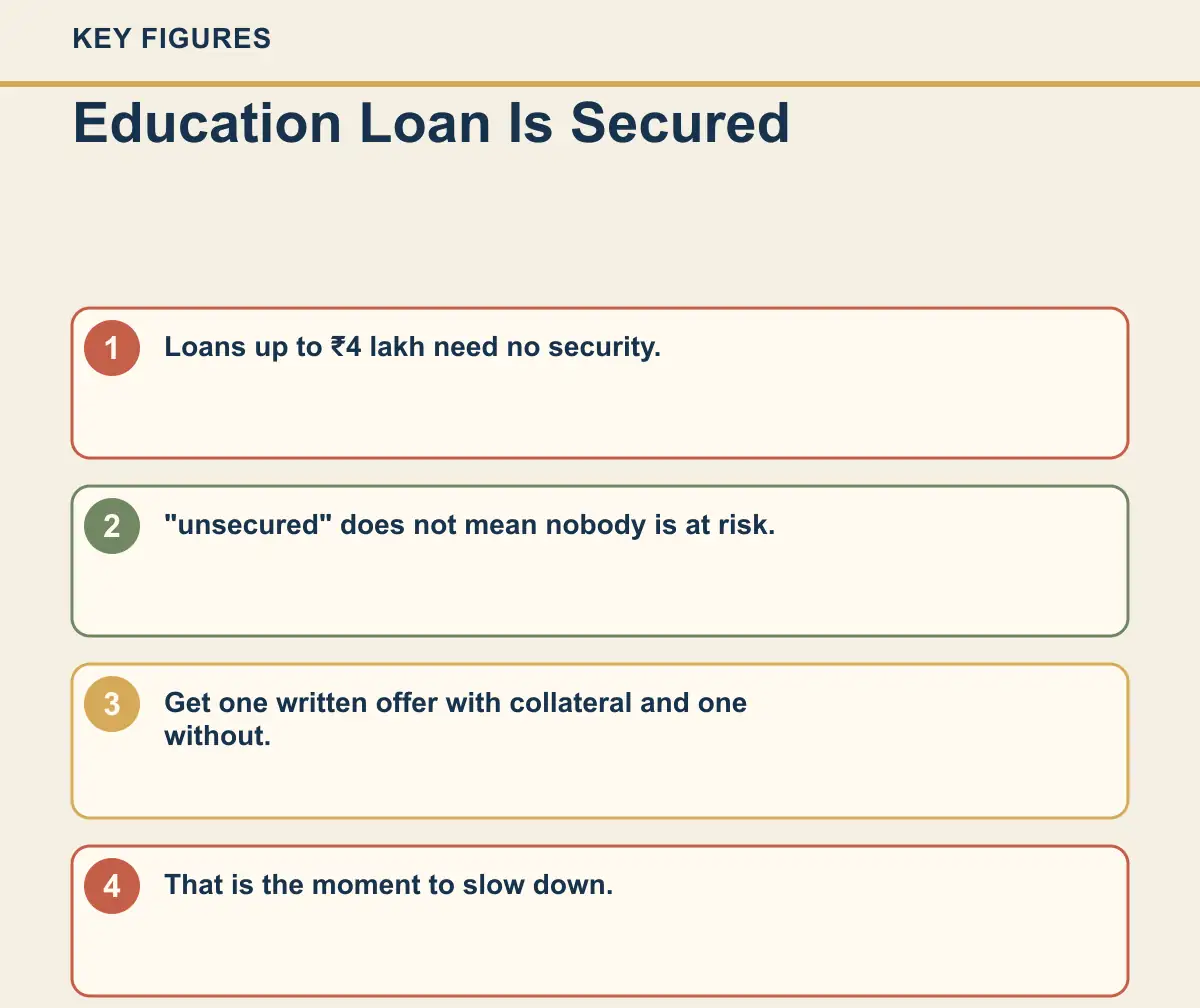 KEY FIGURES
Education Loan Is Secured
1
Loans up to ₹4 lakh need no security.
2
"unsecured" does not mean nobody is at risk.
3
Get one written offer with collateral and one
without.
4
That is the moment to slow down.